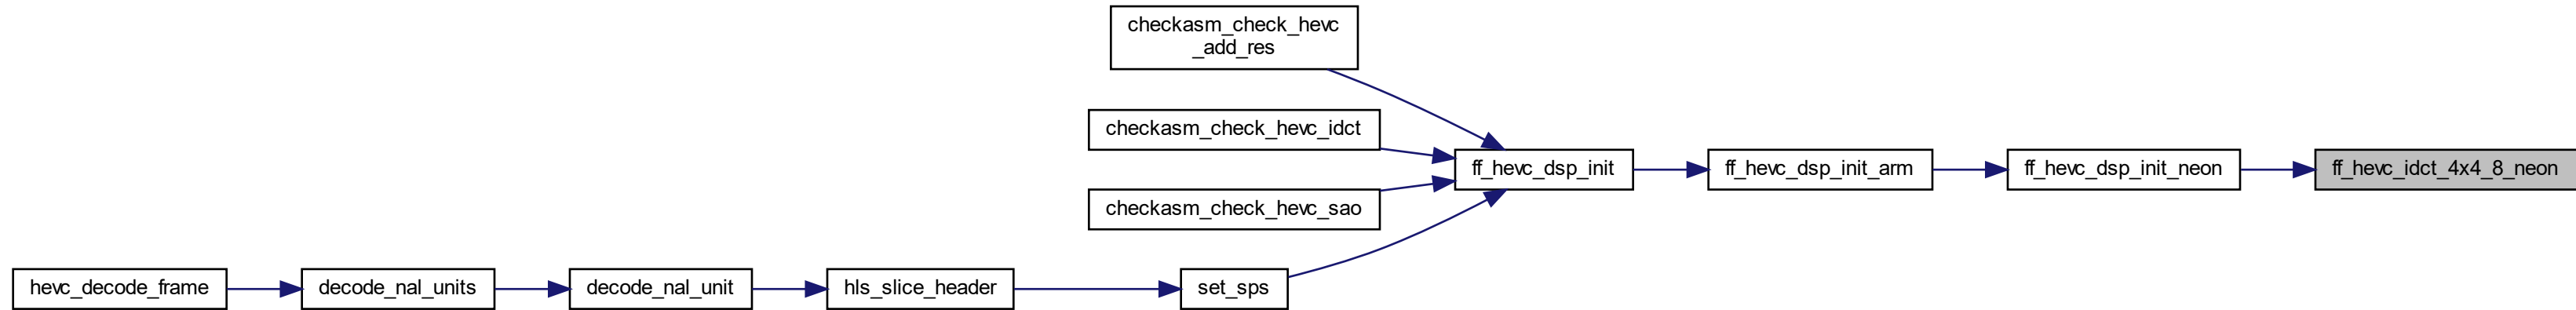 checkasm_check_hevc
_add_res
checkasm_check_hevc_idct
ff_hevc_dsp_init
ff_hevc_dsp_init_arm
ff_hevc_dsp_init_neon
ff_hevc_idct_4x4_8_neon
checkasm_check_hevc_sao
hevc_decode_frame
decode_nal_units
decode_nal_unit
hls_slice_header
set_sps